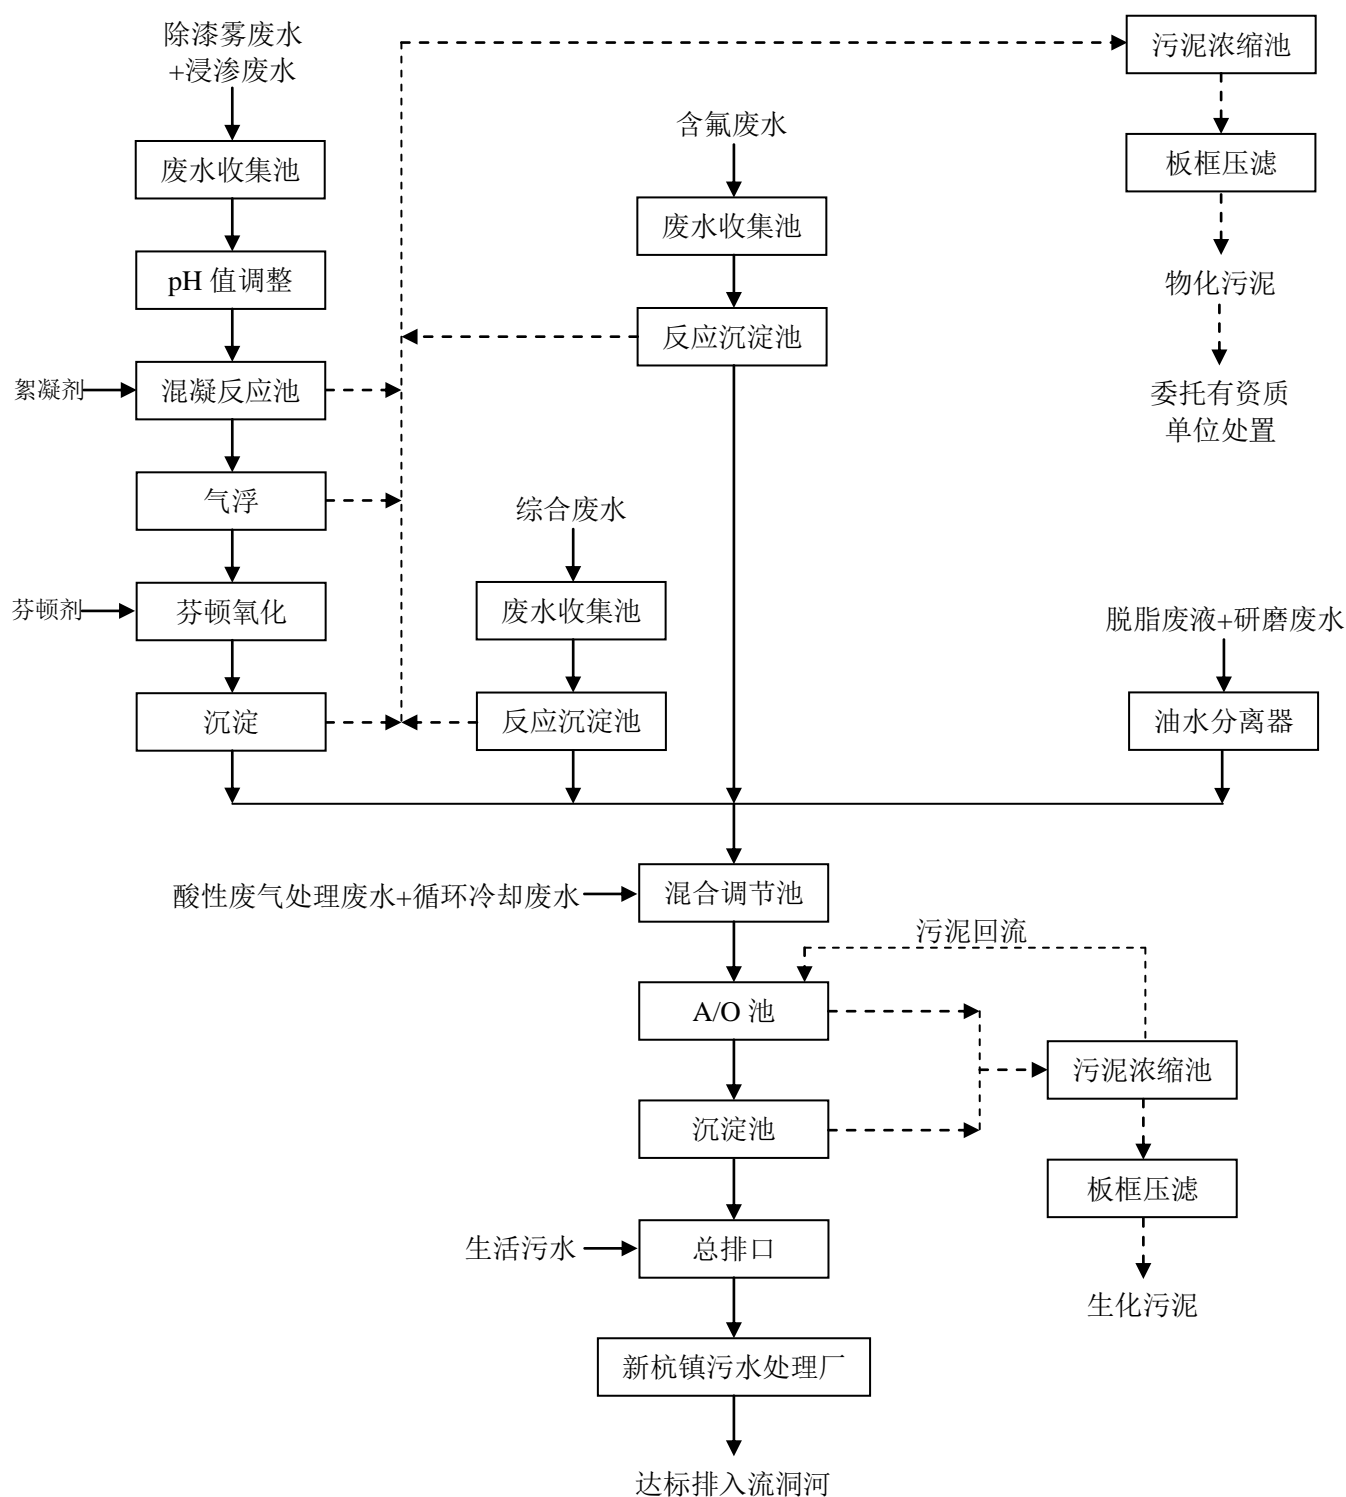 除漆雾废水
+浸渗废水
废水收集池
pH 值调整
絮凝剂
混凝反应池
气浮
芬顿剂
芬顿氧化
沉淀
综合废水
废水收集池
反应沉淀池
含氟废水
废水收集池
反应沉淀池
污泥浓缩池
板框压滤
物化污泥
委托有资质
单位处置
脱脂废液+研磨废水
油水分离器
酸性废气处理废水+循环冷却废水
混合调节池
污泥回流
A/O 池
污泥浓缩池
沉淀池
板框压滤
生活污水
总排口
生化污泥
新杭镇污水处理厂
达标排入流洞河